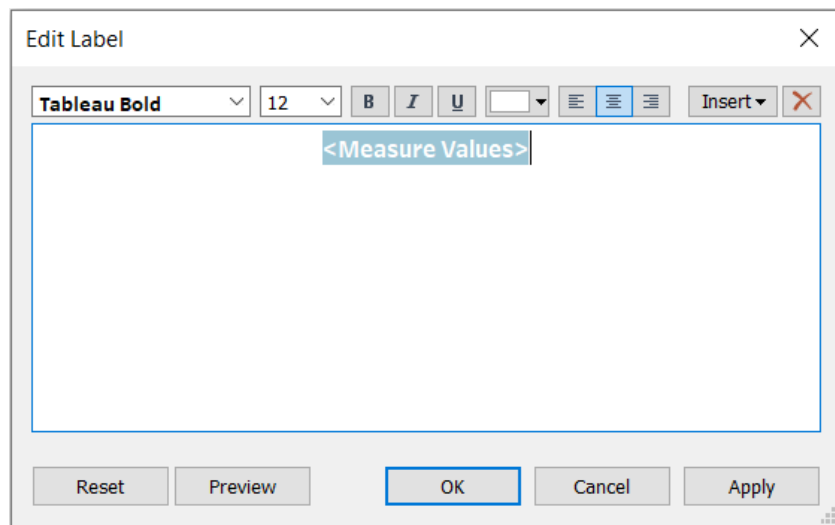 Edit Label
Tableau Bold 12 B I U Insert
<Measure Values>
Reset Preview OK Cancel Apply